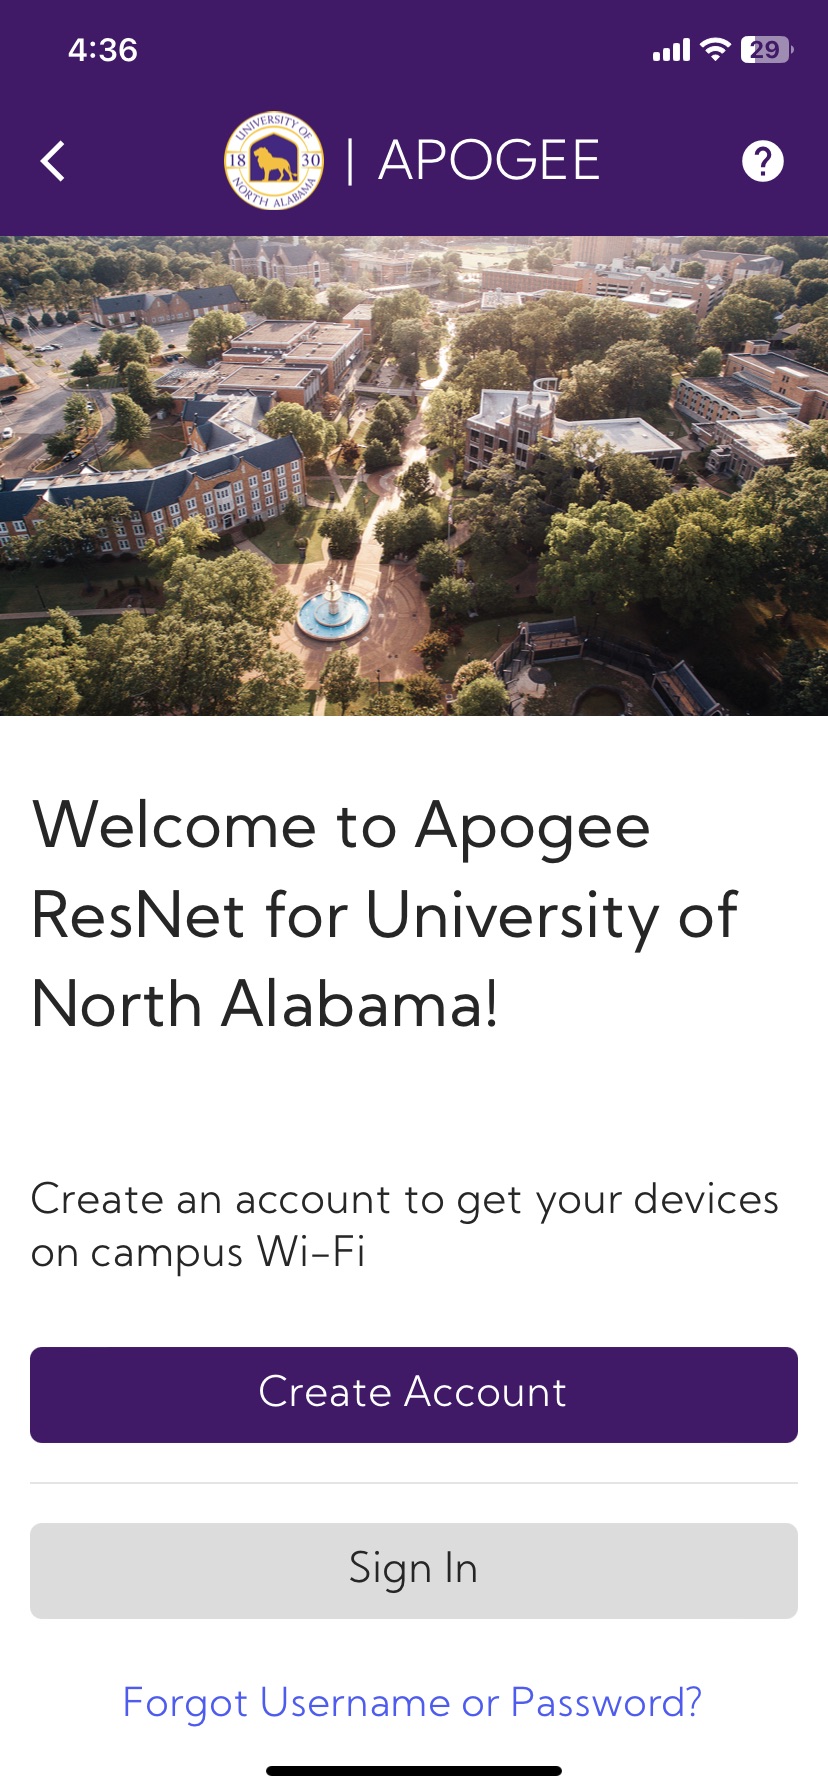 4:36
29
UNIVERSITY OF
18 30
NORTH ALABAMA
| APOGEE
?
Welcome to Apogee
ResNet for University of
North Alabama!
Create an account to get your devices
on campus Wi-Fi
Create Account
Sign In
Forgot Username or Password?